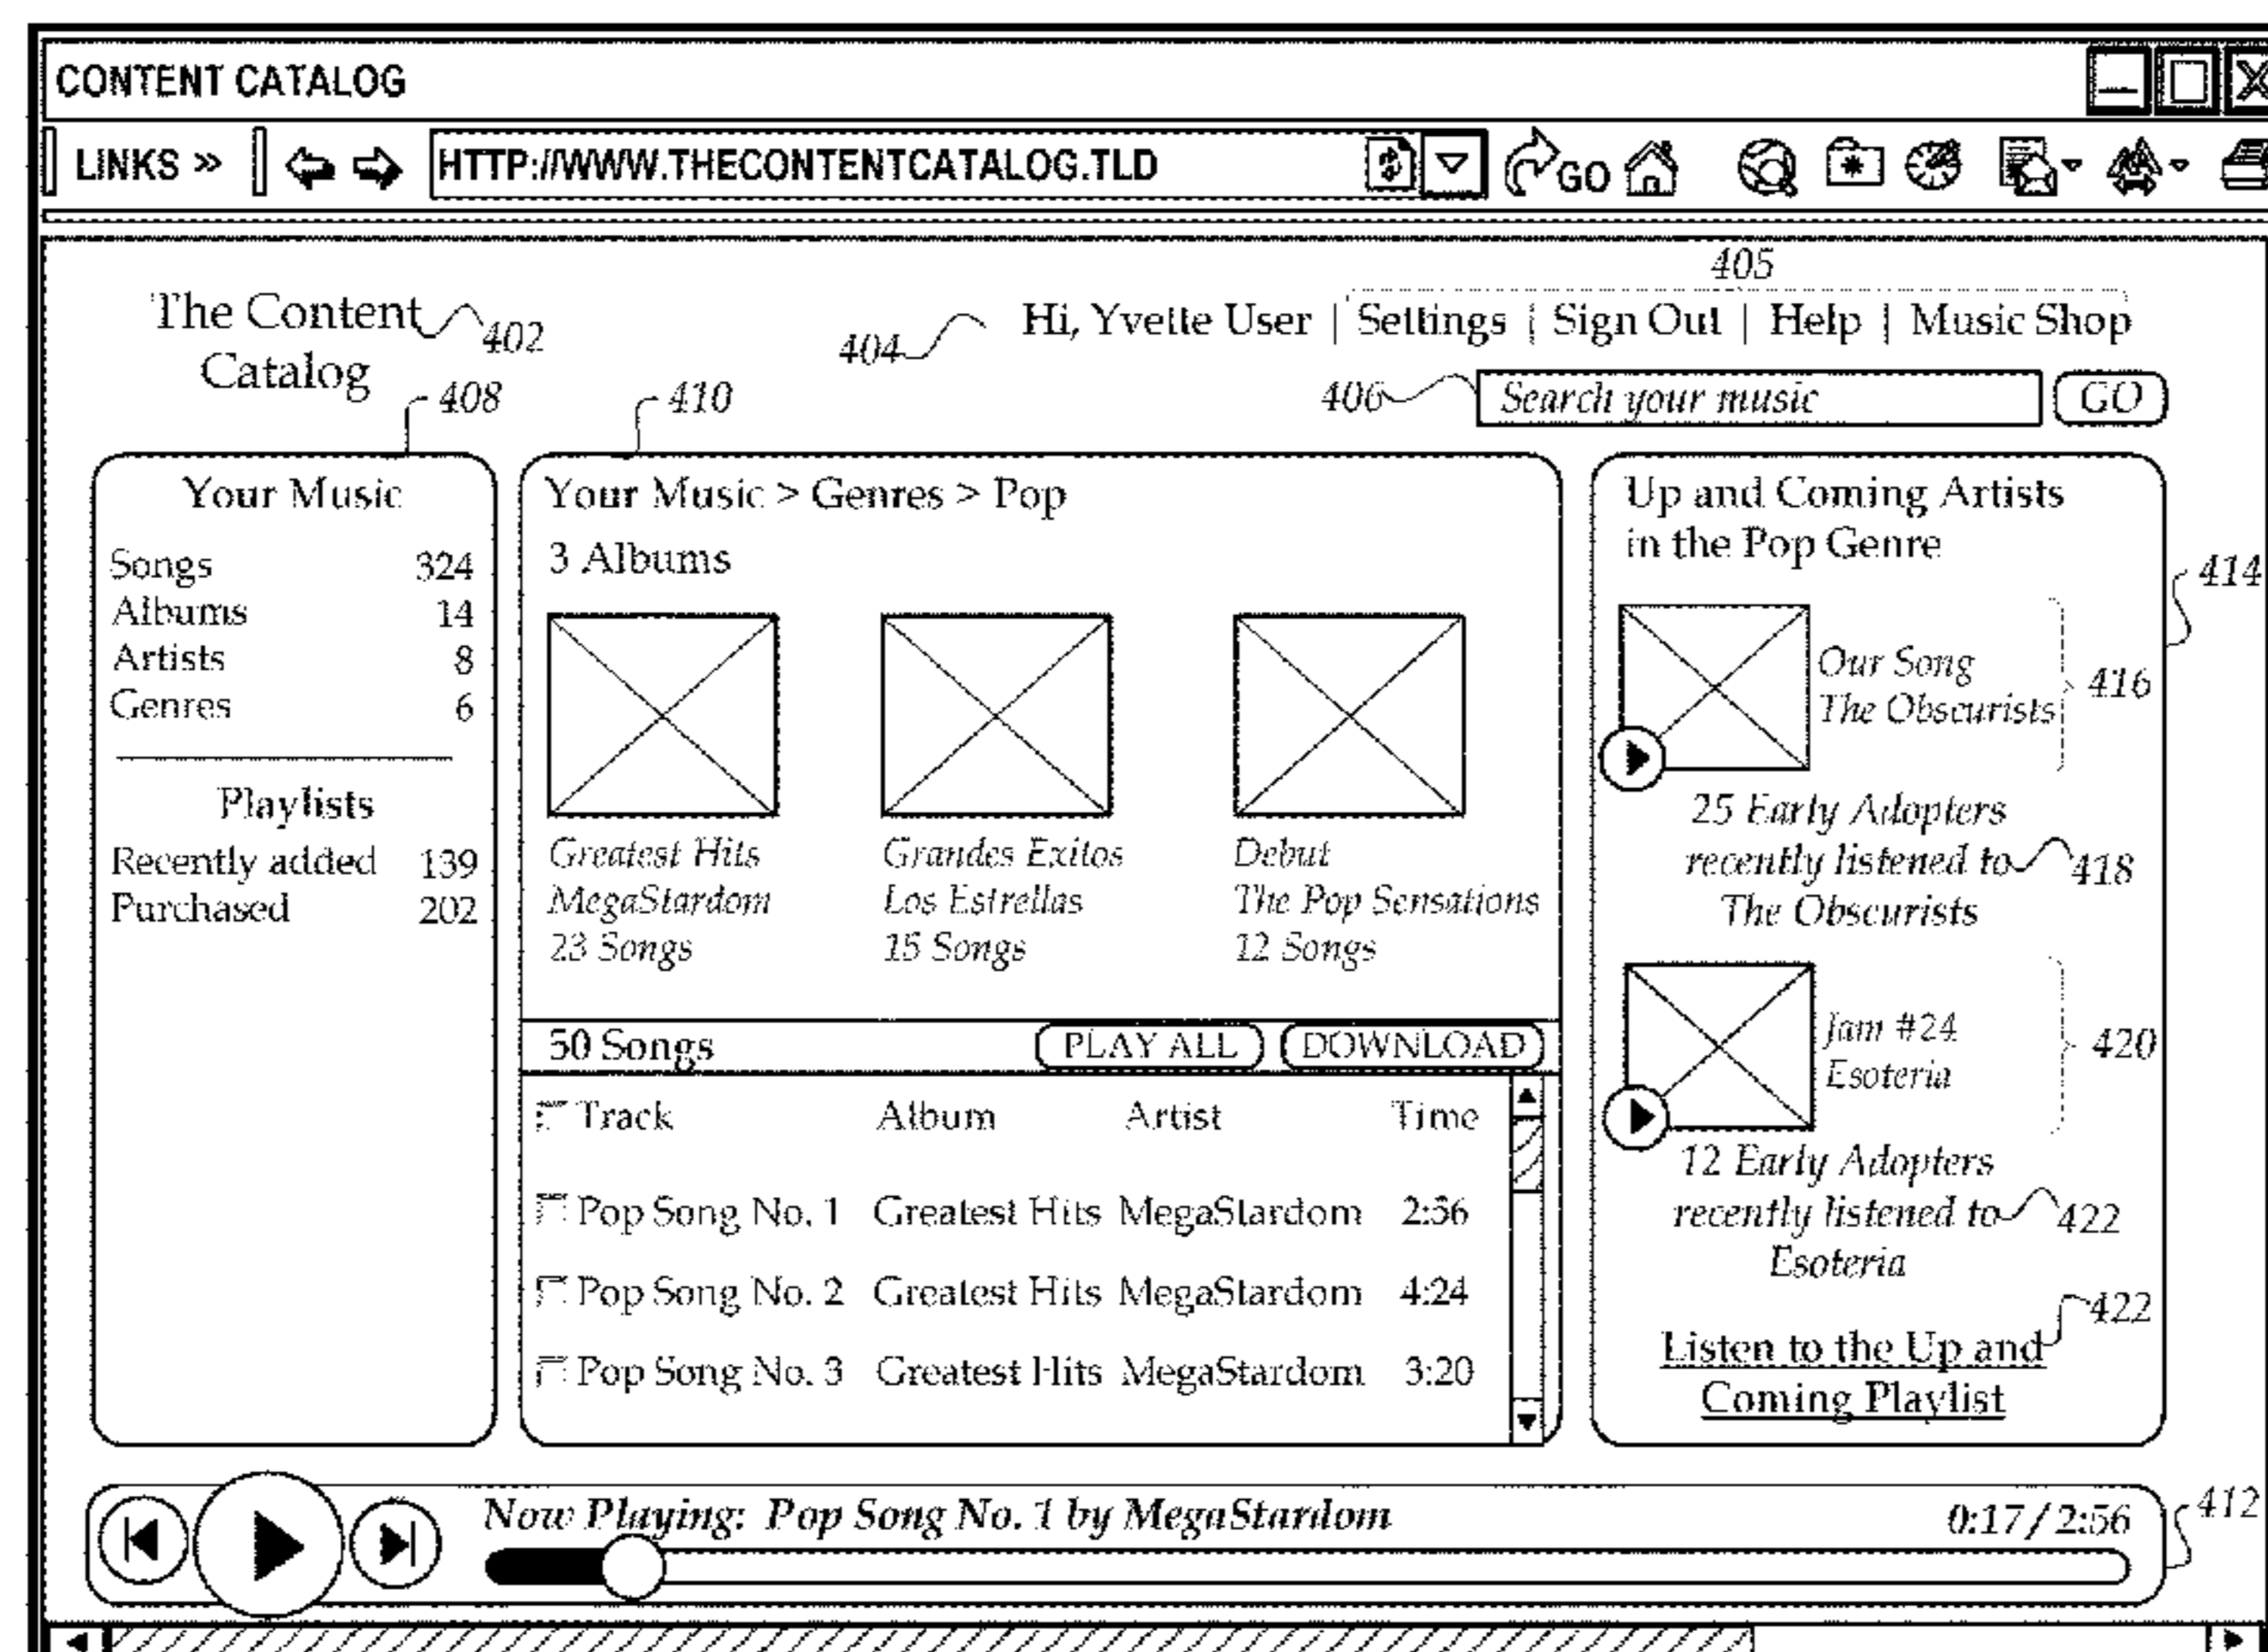 CONTENT CATALOG
LINKS »
HTTP://WWW.THECONTENTCATALOG.TLD
GO
405
The Content
Catalog
402
404
Hi, Yvette User | Settings | Sign Out | Help | Music Shop
406
Search your music
GO
408
Your Music
Songs 324
Albums 14
Artists 8
Genres 6
Playlists
Recently added 139
Purchased 202
410
Your Music > Genres > Pop
3 Albums
Greatest Hits
MegaStardom
23 Songs
Grandes Exitos
Los Estrellas
15 Songs
Debut
The Pop Sensations
12 Songs
50 Songs
PLAY ALL
DOWNLOAD
Track Album Artist Time
Pop Song No. 1 Greatest Hits MegaStardom 2:56
Pop Song No. 2 Greatest Hits MegaStardom 4:24
Pop Song No. 3 Greatest Hits MegaStardom 3:20
Up and Coming Artists
in the Pop Genre
414
Our Song
The Obscurists
416
25 Early Adopters
recently listened to
The Obscurists
418
Jam #24
Esoteria
420
12 Early Adopters
recently listened to
Esoteria
422
422
Listen to the Up and
Coming Playlist
Now Playing: Pop Song No. 1 by MegaStardom
0:17/2:56
412